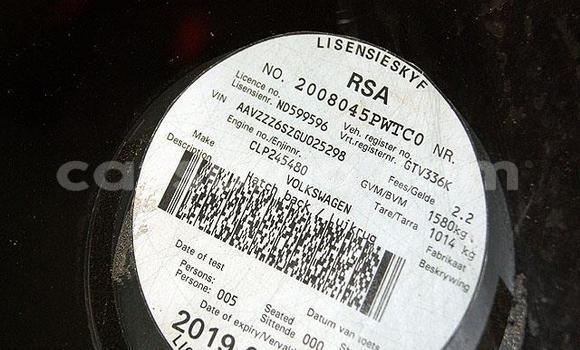 LISENSIESKYF
RSA
NO. 2008045PWTC0 NR.
Licence no. ND599596 Veh. register no. GTV336K
Lisensienr. Vrt.registernr.
VIN AAVZZZ6SZGU025298 Fees/Gelde 2.2
Engine no./Enjinnr. CLP245480 GVM/BVM 1580kg
Make VOLKSWAGEN Tare/Tarra 1014 kg Fabrikaat
Description Hatch back / luikrug Beskrywing
Date of test Datum van toets
Persons: 005 Seated 000
Persone: Sittende
Date of expiry/Vervaldatum
2019